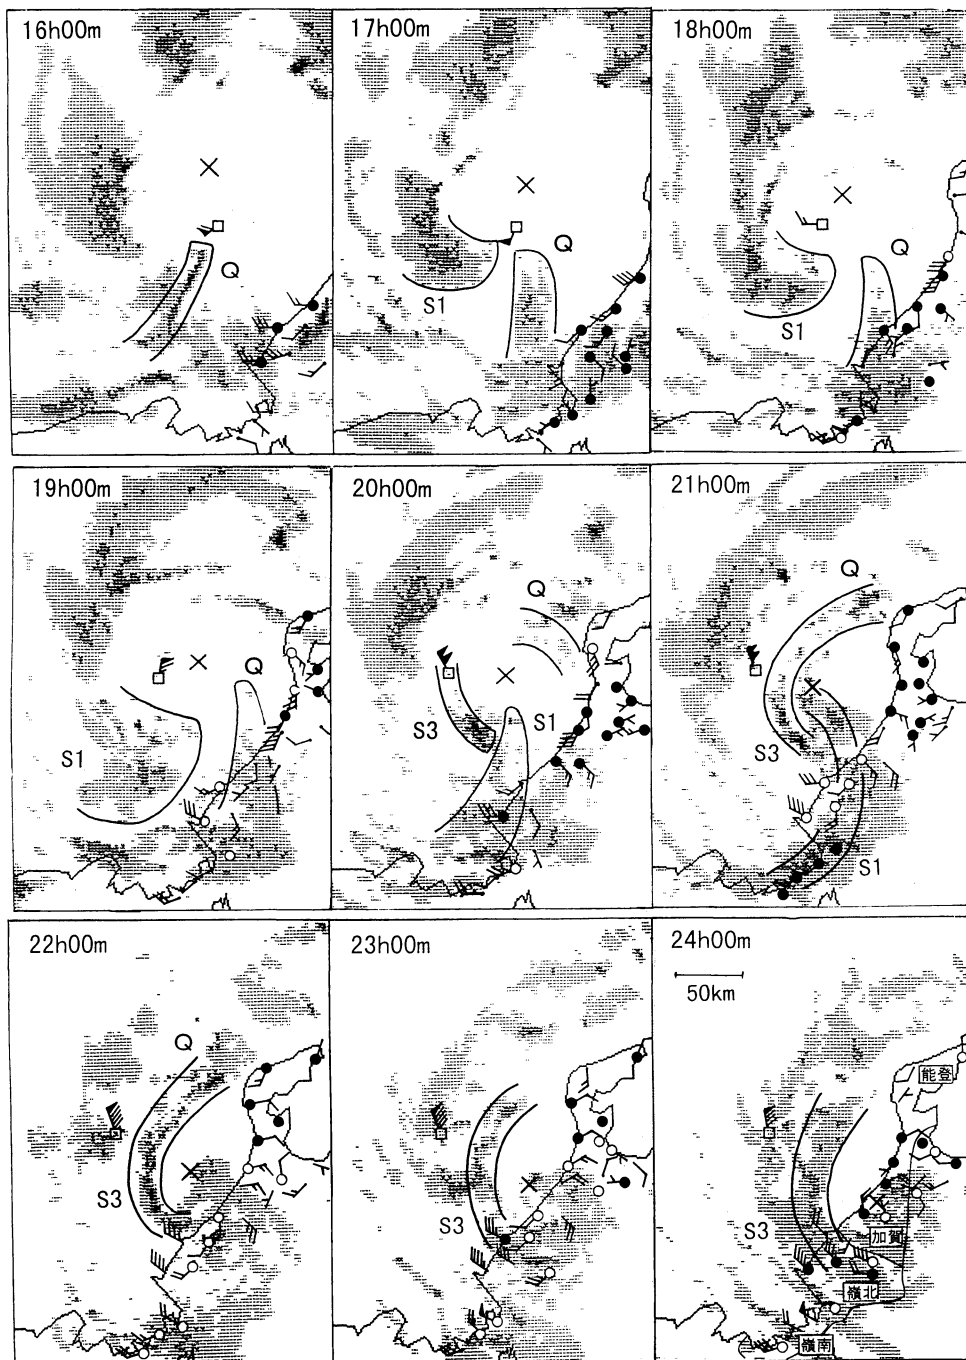 16h00m
Q
17h00m
Q
S1
18h00m
Q
S1
19h00m
Q
S1
20h00m
Q
S3
S1
21h00m
Q
S3
S1
22h00m
Q
S3
23h00m
S3
24h00m
50km
能登
S3
加賀
嶺北
嶺南